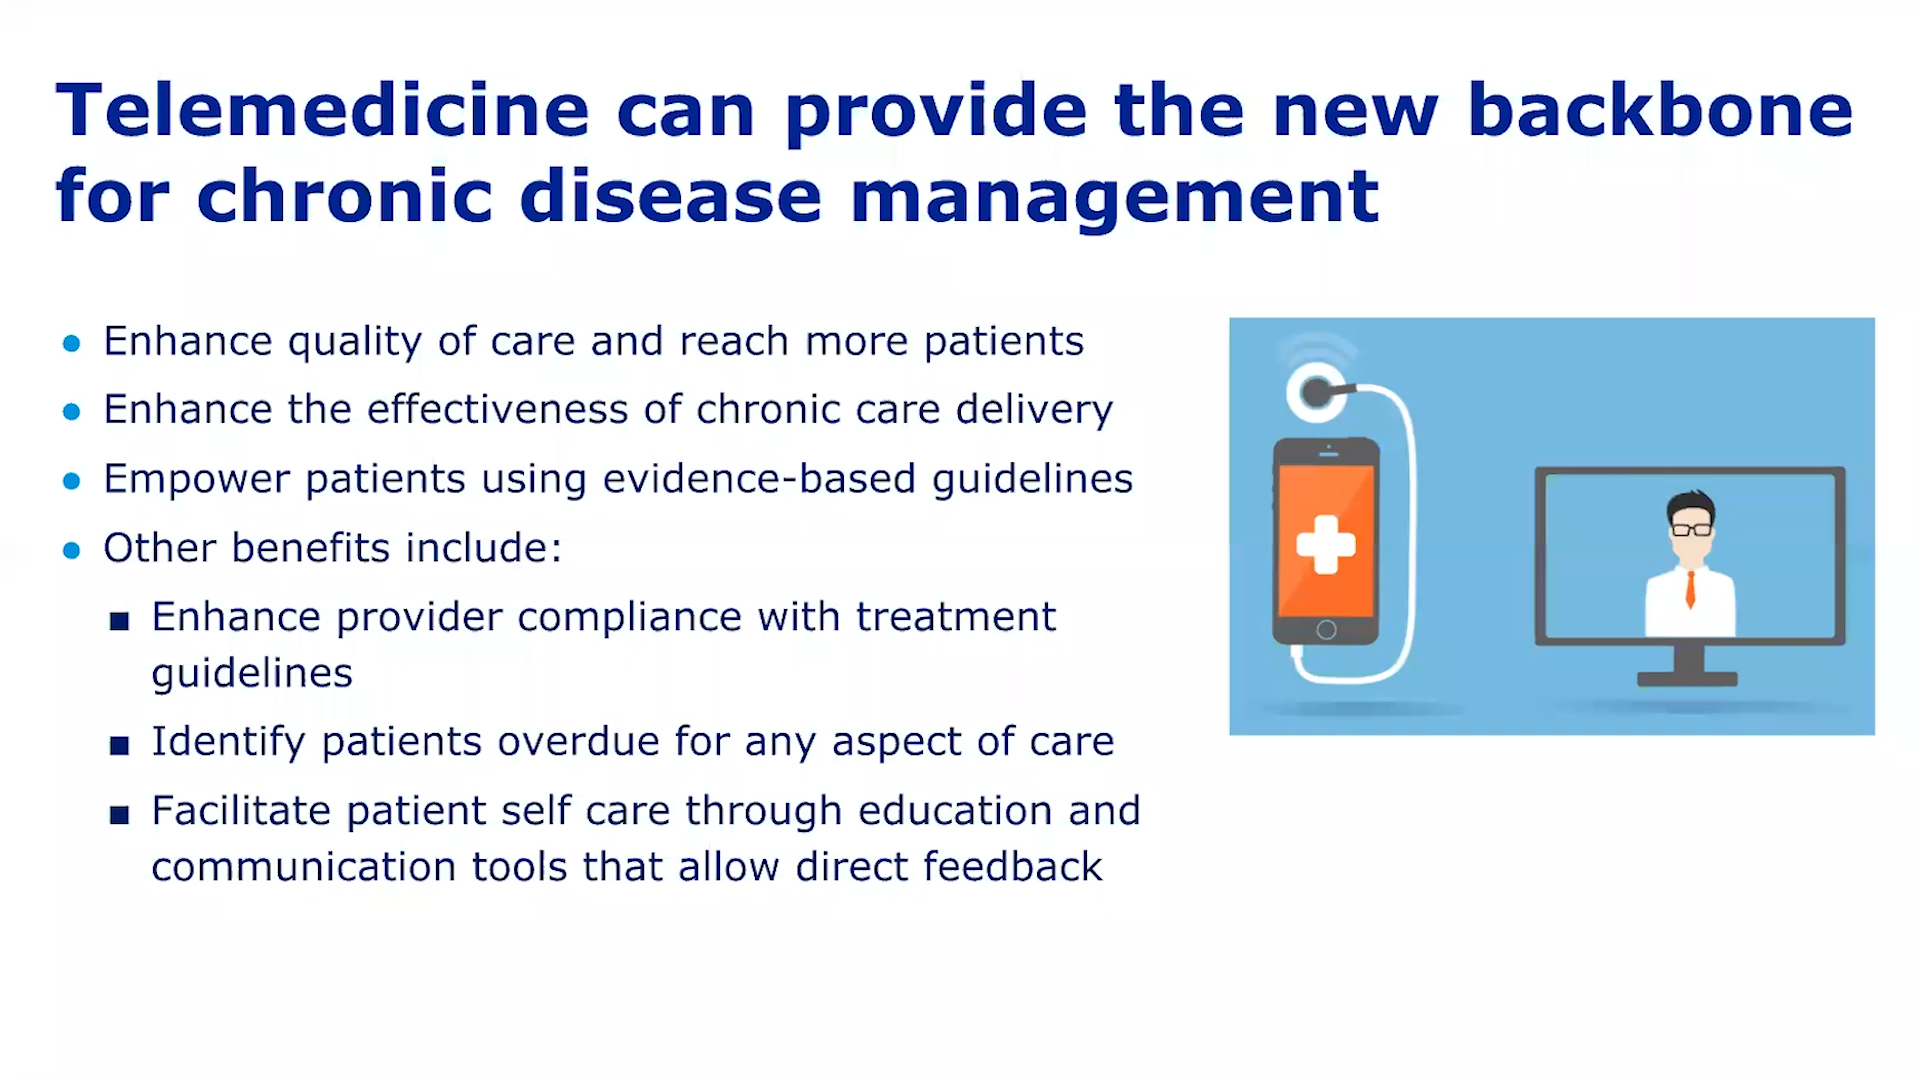 Telemedicine can provide the new backbone
for chronic disease management
• Enhance quality of care and reach more patients
• Enhance the effectiveness of chronic care delivery
• Empower patients using evidence-based guidelines
• Other benefits include:
▪ Enhance provider compliance with treatment
guidelines
▪ Identify patients overdue for any aspect of care
▪ Facilitate patient self care through education and
communication tools that allow direct feedback